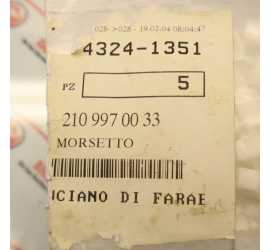 028->028 - 19.02.04 08:04:47
4324-1351
PZ 5
210 997 00 33
MORSETTO
UCIANO DI FARAE